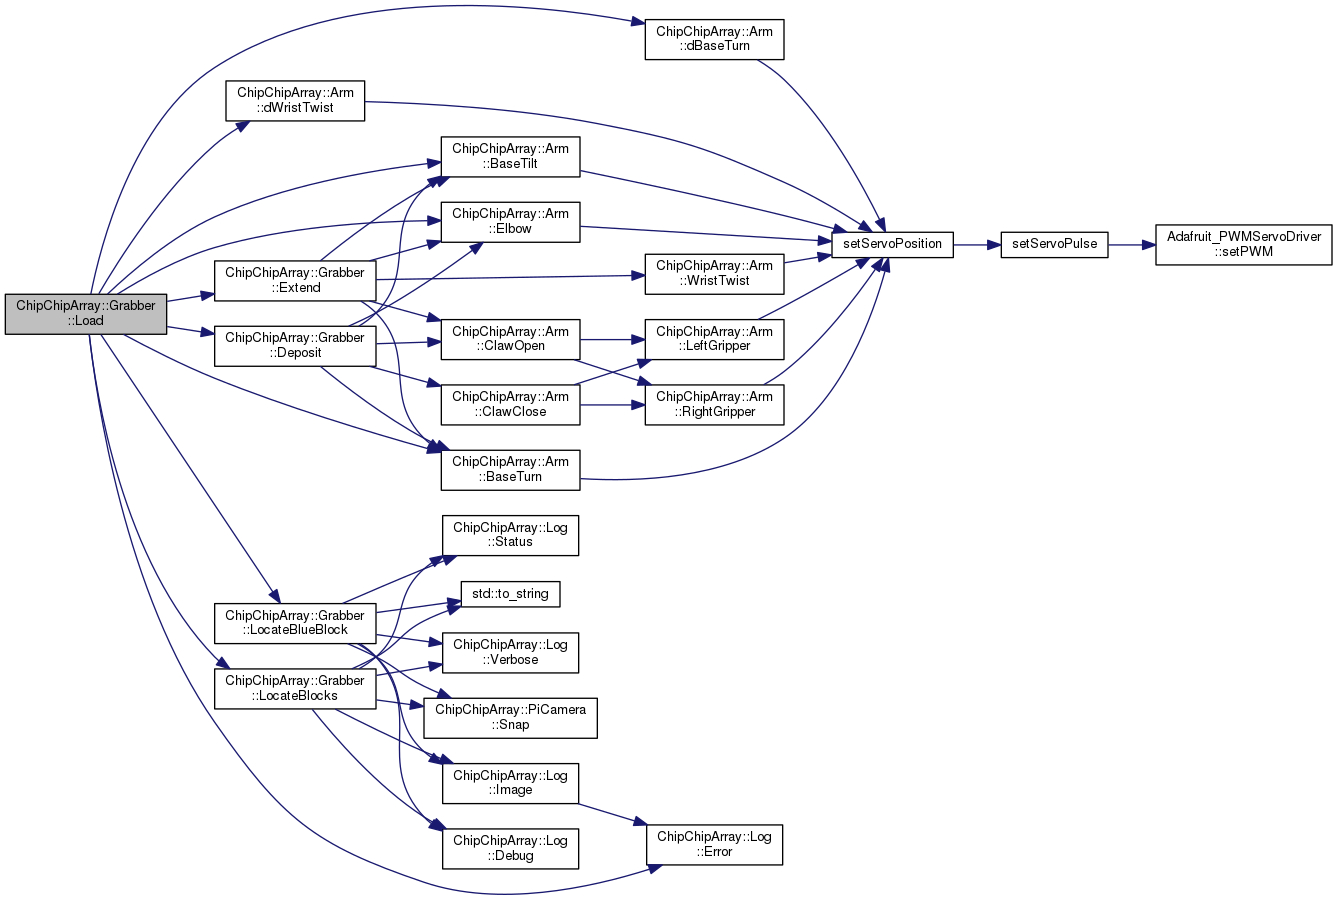 ChipChipArray::Arm
::dBaseTurn
ChipChipArray::Arm
::dWristTwist
ChipChipArray::Arm
::BaseTilt
ChipChipArray::Arm
::Elbow
setServoPosition
setServoPulse
Adafruit_PWMServoDriver
::setPWM
ChipChipArray::Grabber
::Extend
ChipChipArray::Arm
::WristTwist
ChipChipArray::Grabber
::Load
ChipChipArray::Grabber
::Deposit
ChipChipArray::Arm
::ClawOpen
ChipChipArray::Arm
::LeftGripper
ChipChipArray::Arm
::ClawClose
ChipChipArray::Arm
::RightGripper
ChipChipArray::Arm
::BaseTurn
ChipChipArray::Log
::Status
std::to_string
ChipChipArray::Grabber
::LocateBlueBlock
ChipChipArray::Log
::Verbose
ChipChipArray::Grabber
::LocateBlocks
ChipChipArray::PiCamera
::Snap
ChipChipArray::Log
::Image
ChipChipArray::Log
::Debug
ChipChipArray::Log
::Error